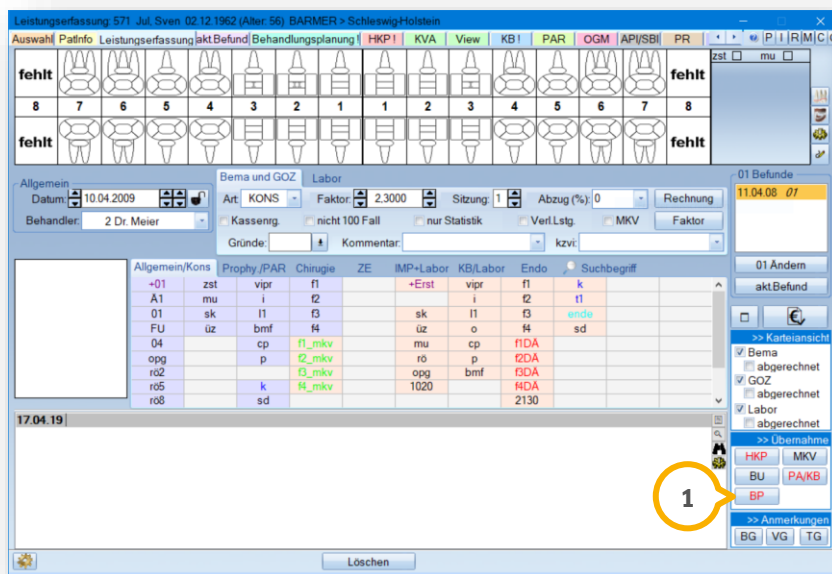 Leistungserfassung: 571 Jul, Sven 02.12.1962 (Alter: 56) BARMER > Schleswig-Holstein
Auswahl PatInfo Leistungserfassung akt.Befund Behandlungsplanung! HKP! KVA View KB! PAR OGM API/SBI PR P I R M C
fehlt fehlt zst mu
8 7 6 5 4 3 2 1 1 2 3 4 5 6 7 8
fehlt fehlt
Allgemein
Datum: 10.04.2009
Behandler: 2 Dr. Meier
Bema und GOZ Labor
Art: KONS Faktor: 2,3000 Sitzung: 1 Abzug (%): 0 Rechnung
Kassenrg. nicht 100 Fall nur Statistik Verl.Lstg. MKV Faktor
Gründe: Kommentar: kzvi:
01 Befunde
11.04.08 01
01 Ändern
akt.Befund
Allgemein/Kons Prophy./PAR Chirugie ZE IMP+Labor KB/Labor Endo Suchbegriff
+01 zst vipr f1 +Erst vipr f1 k
Ä1 mu i f2 i f2 t1
01 sk l1 f3 sk l1 f3 ende
FU üz bmf f4 üz o f4 sd
04 cp f1_mkv mu cp f1DA
opg p f2_mkv rö p f2DA
rö2 f3_mkv opg bmf f3DA
rö5 k f4_mkv 1020 f4DA
rö8 sd 2130
17.04.19
>> Karteiansicht
Bema
abgerechnet
GOZ
abgerechnet
Labor
abgerechnet
>> Übernahme
HKP MKV
BU PA/KB
BP
1
>> Anmerkungen
BG VG TG
Löschen